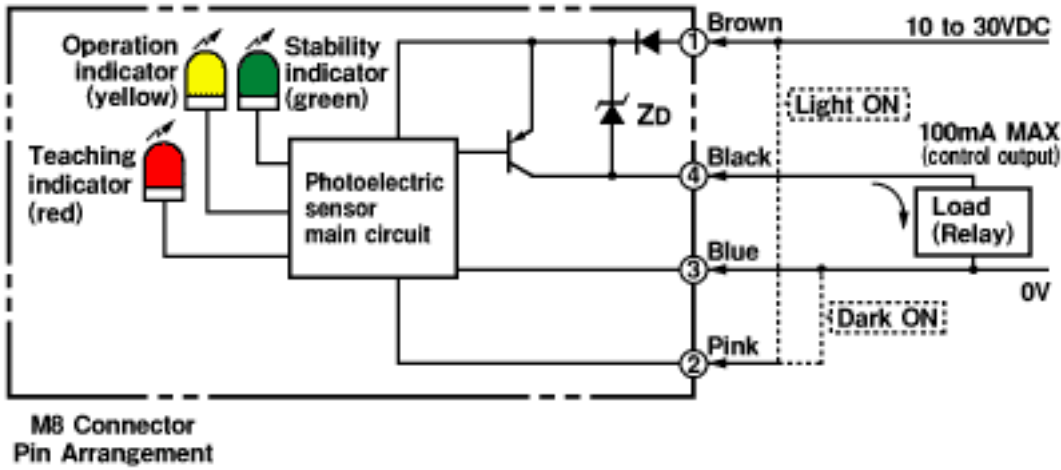 Operation
indicator
(yellow)
Stability
indicator
(green)
Teaching
indicator
(red)
Photoelectric
sensor
main circuit
ZD
1
Brown
10 to 30VDC
Light ON
100mA MAX
(control output)
4
Black
Load
(Relay)
3
Blue
0V
Dark ON
2
Pink
M8 Connector
Pin Arrangement